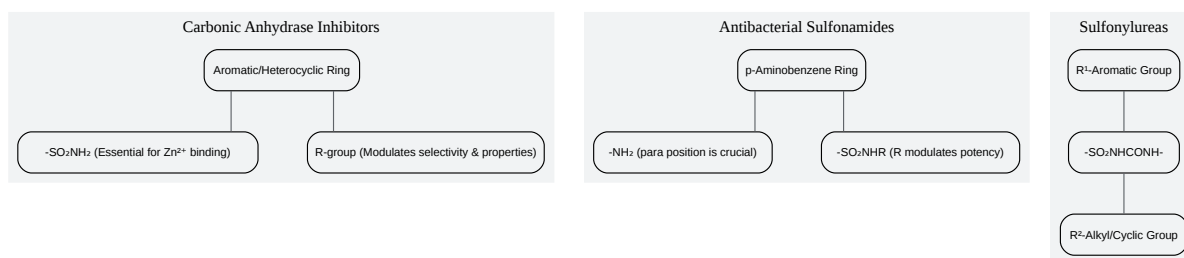 Carbonic Anhydrase Inhibitors
Aromatic/Heterocyclic Ring
-SO₂NH₂ (Essential for Zn²⁺ binding)
R-group (Modulates selectivity & properties)
Antibacterial Sulfonamides
p-Aminobenzene Ring
-NH₂ (para position is crucial)
-SO₂NHR (R modulates potency)
Sulfonylureas
R¹-Aromatic Group
-SO₂NHCONH-
R²-Alkyl/Cyclic Group